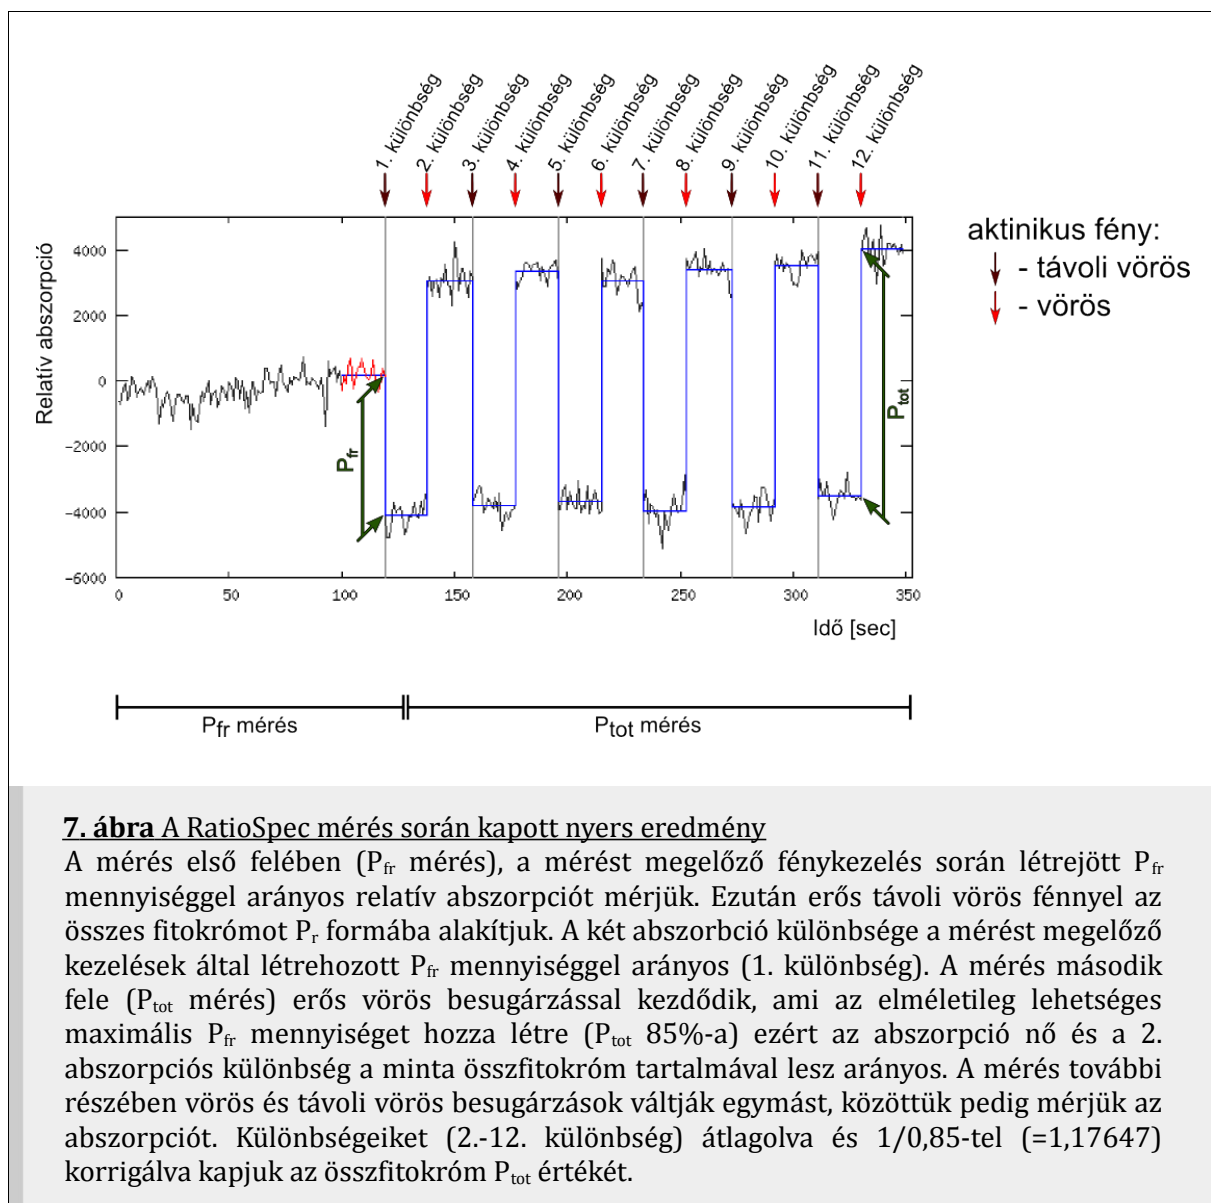 1. különbség
2. különbség
3. különbség
4. különbség
5. különbség
6. különbség
7. különbség
8. különbség
9. különbség
10. különbség
11. különbség
12. különbség
aktinikus fény:
- távoli vörös
- vörös
Relatív abszorpció
4000
2000
0
−2000
−4000
−6000
Pfr
Ptot
0 50 100 150 200 250 300 350
Idő [sec]
Pfr mérés
Ptot mérés
7. ábra A RatioSpec mérés során kapott nyers eredmény
A mérés első felében (Pfr mérés), a mérést megelőző fénykezelés során létrejött Pfr
mennyiséggel arányos relatív abszorpciót mérjük. Ezután erős távoli vörös fénnyel az
összes fitokrómot Pr formába alakítjuk. A két abszorbció különbsége a mérést megelőző
kezelések által létrehozott Pfr mennyiséggel arányos (1. különbség). A mérés második
fele (Ptot mérés) erős vörös besugárzással kezdődik, ami az elméletileg lehetséges
maximális Pfr mennyiséget hozza létre (Ptot 85%-a) ezért az abszorpció nő és a 2.
abszorpciós különbség a minta összfitokróm tartalmával lesz arányos. A mérés további
részében vörös és távoli vörös besugárzások váltják egymást, közöttük pedig mérjük az
abszorpciót. Különbségeiket (2.-12. különbség) átlagolva és 1/0,85-tel (=1,17647)
korrigálva kapjuk az összfitokróm Ptot értékét.